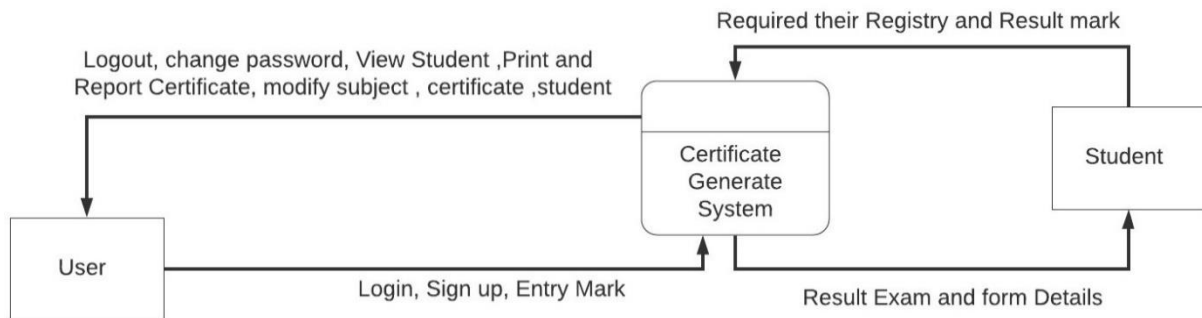 Required their Registry and Result mark
Logout, change password, View Student ,Print and
Report Certificate, modify subject , certificate ,student
Certificate
Generate
System
Student
User
Login, Sign up, Entry Mark
Result Exam and form Details